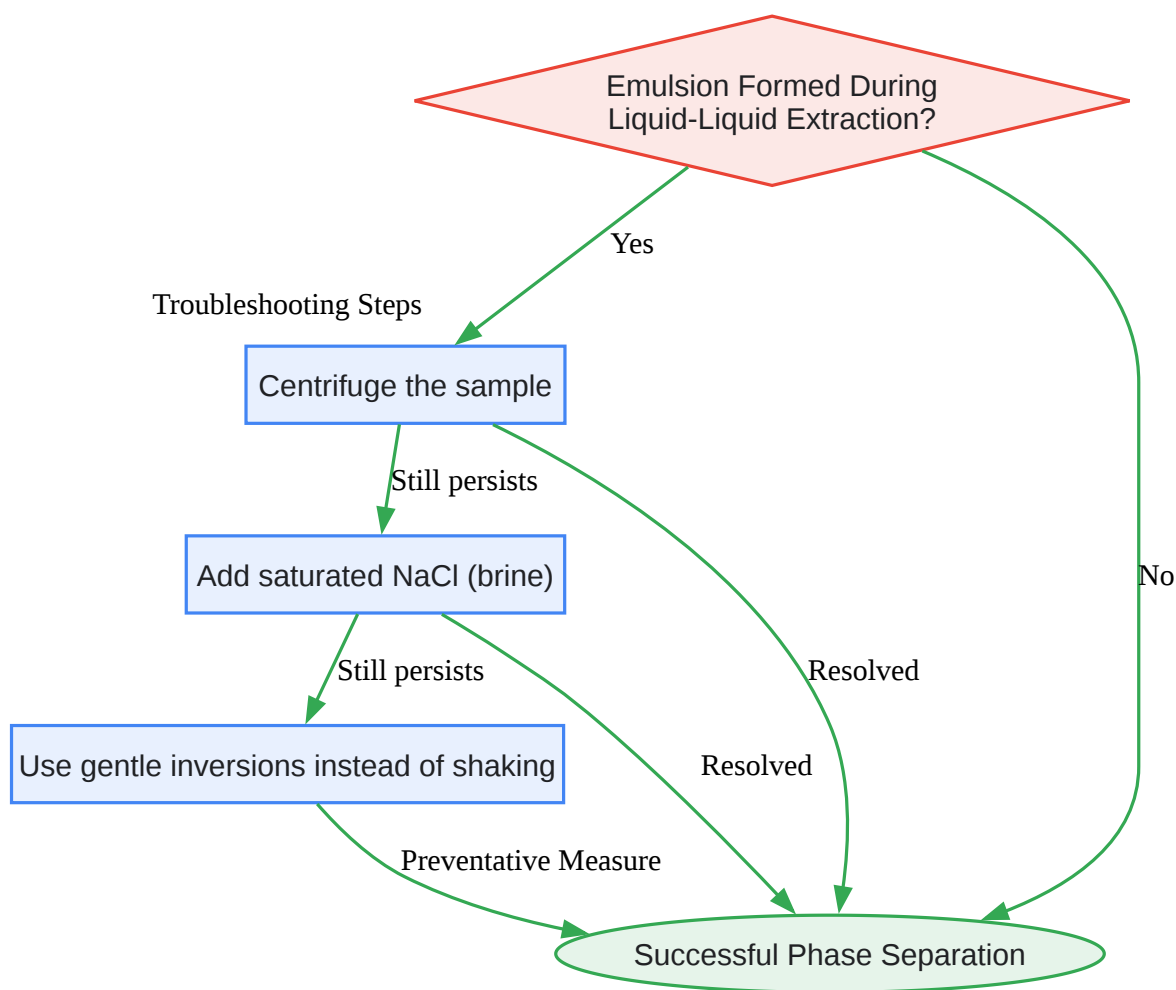 Emulsion Formed During
Liquid-Liquid Extraction?
Yes
Troubleshooting Steps
Centrifuge the sample
Still persists
Add saturated NaCl (brine)
No
Still persists
Resolved
Use gentle inversions instead of shaking
Resolved
Preventative Measure
Successful Phase Separation